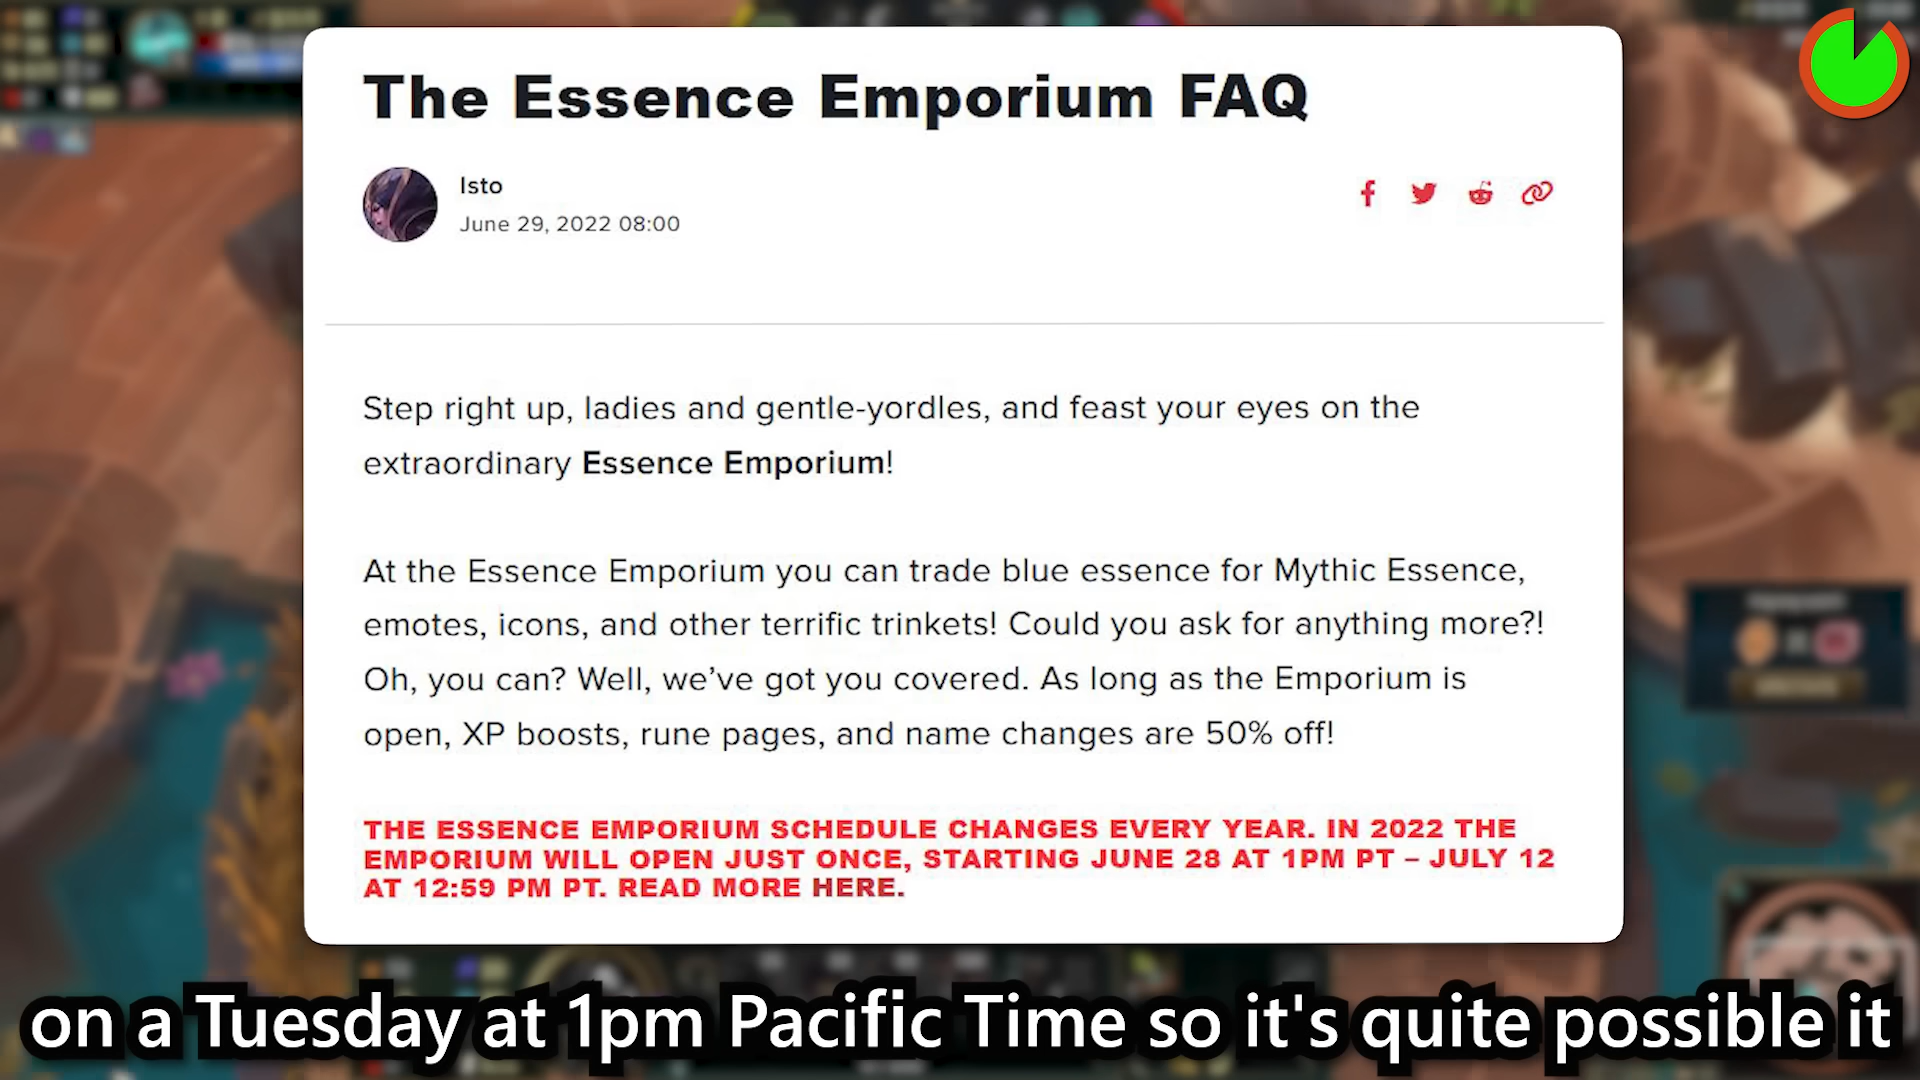 The Essence Emporium FAQ
Isto
June 29, 2022 08:00
Step right up, ladies and gentle-yordles, and feast your eyes on the
extraordinary Essence Emporium!
At the Essence Emporium you can trade blue essence for Mythic Essence,
emotes, icons, and other terrific trinkets! Could you ask for anything more?!
Oh, you can? Well, we’ve got you covered. As long as the Emporium is
open, XP boosts, rune pages, and name changes are 50% off!
THE ESSENCE EMPORIUM SCHEDULE CHANGES EVERY YEAR. IN 2022 THE
EMPORIUM WILL OPEN JUST ONCE, STARTING JUNE 28 AT 1PM PT – JULY 12
AT 12:59 PM PT. READ MORE HERE.
on a Tuesday at 1pm Pacific Time so it's quite possible it